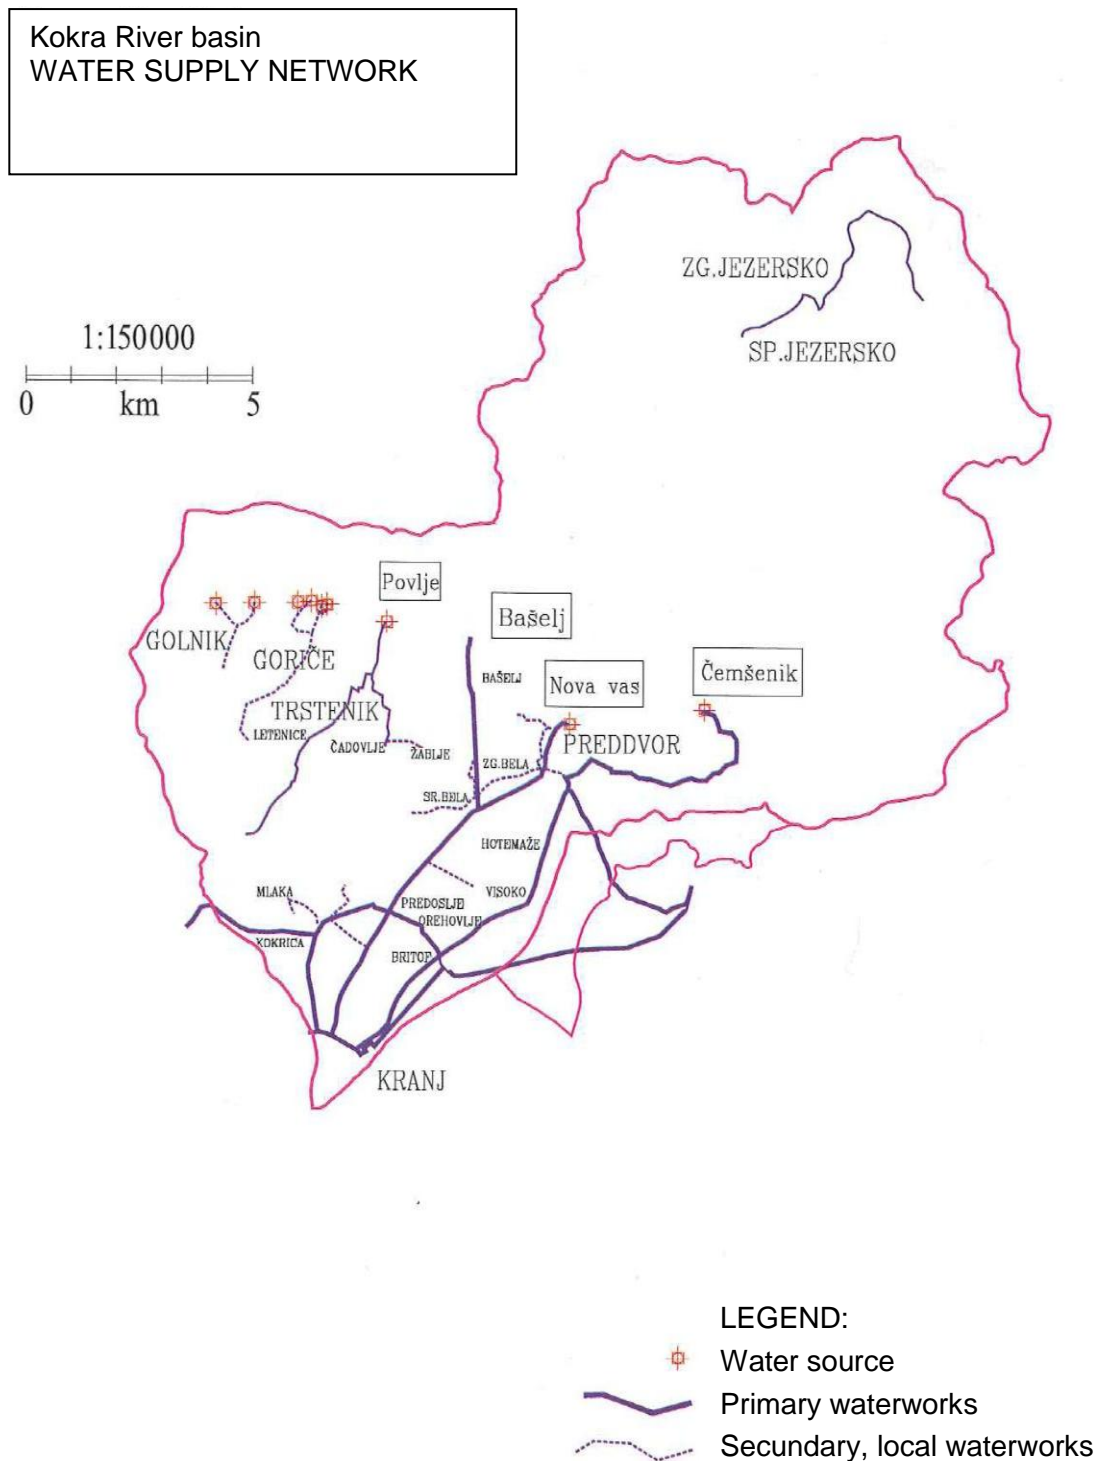 Kokra River basin
WATER SUPPLY NETWORK
ZG.JEZERSKO
SP.JEZERSKO
1:150000
0 km 5
Povlje
Bašelj
GOLNIK
GORIČE
BAŠELJ
Nova vas
Čemšenik
TRSTENIK
LETENICE
ČADOVLJE
ŽABLJE
ZG.BELA
PREDDVOR
SR.BELA
HOTEMAŽE
MLAKA
VISOKO
PREDOSLJE
OREHOVLJE
KOKRICA
BRITOF
KRANJ
LEGEND:
Water source
Primary waterworks
Secundary, local waterworks